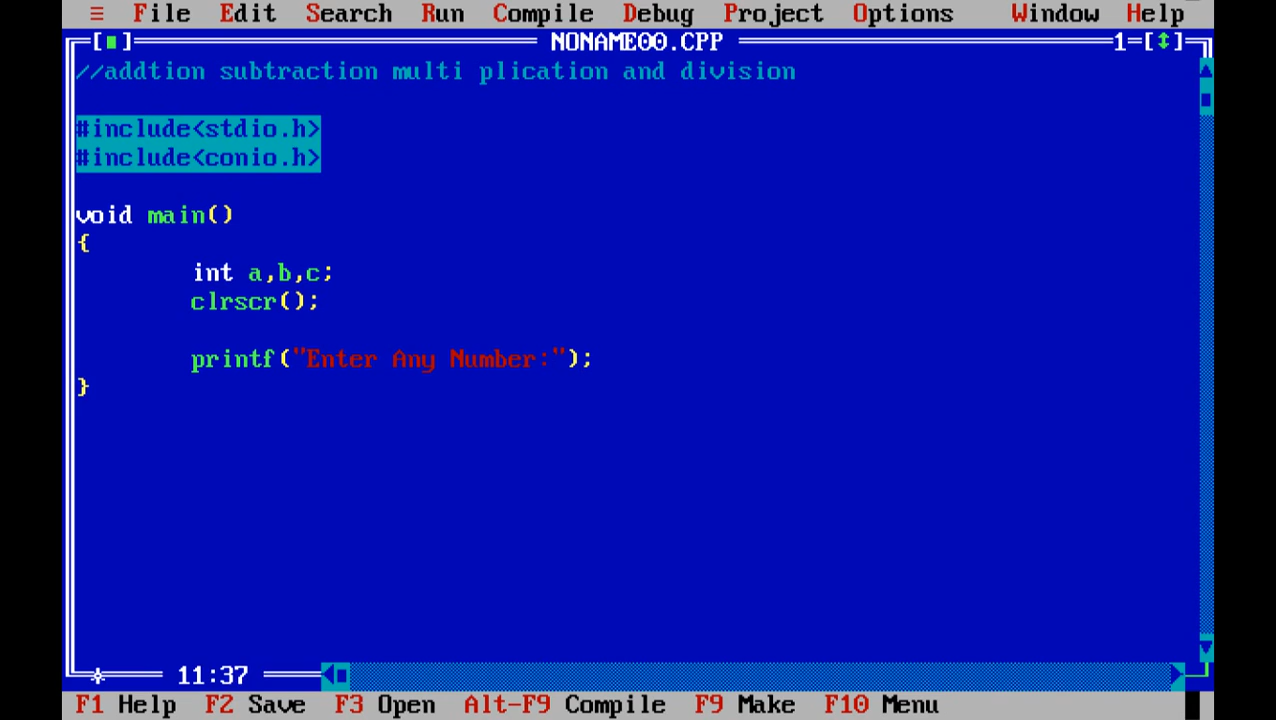 ≡ File Edit Search Run Compile Debug Project Options Window Help
[■] NONAME00.CPP 1=[↕]
//addtion subtraction multi plication and division
#include<stdio.h>
#include<conio.h>
void main()
{
int a,b,c;
clrscr();
printf("Enter Any Number:");
}
11:37
F1 Help F2 Save F3 Open Alt-F9 Compile F9 Make F10 Menu